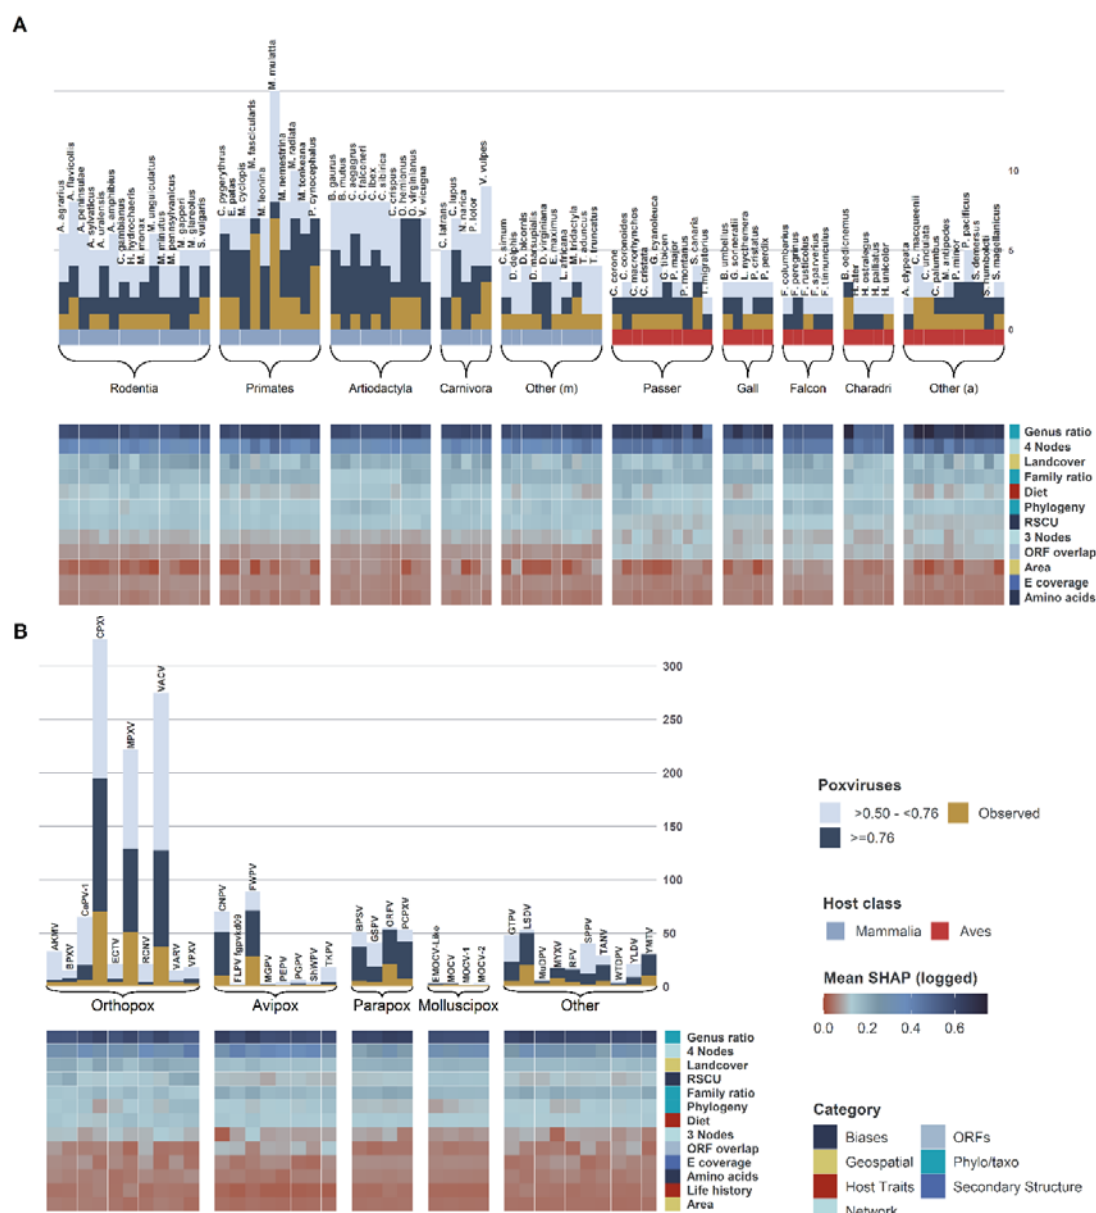 A
A. agrarius
A. flavicollis
A. peninsulae
A. sylvaticus
A. uralensis
A. amphibius
C. gambianus
H. hydrochaeris
M. monax
M. unguiculatus
M. minutus
M. pennsylvanicus
M. gapperi
M. glareolus
S. vulgaris
C. pygerythrus
E. patas
M. cyclopis
M. fascicularis
M. leonina
M. mulatta
M. nemestrina
M. radiata
M. tonkeana
P. cynocephalus
B. gaurus
B. mutus
C. aegagrus
C. falconeri
C. ibex
C. sibirica
C. crispus
O. hemionus
O. virginianus
V. vicugna
C. latrans
C. lupus
N. narica
P. lotor
V. vulpes
C. simum
D. delphis
D. bicornis
D. marsupialis
D. virginiana
E. maximus
L. africana
M. tridactyla
T. aduncus
T. truncatus
C. corone
C. cornoides
C. macrorhynchos
C. cristata
G. cyanoleuca
G. tibicen
P. major
P. montanus
S. canaria
T. migratorius
B. umbellus
G. sonneratii
L. nycthemera
P. cristatus
P. perdix
F. columbarius
F. peregrinus
F. rusticolus
F. sparverius
F. tinnunculus
B. oedicnemus
H. ater
H. ostralegus
H. palliatus
H. unicolor
A. clypeata
C. macqueenii
C. undulata
C. palumbus
M. antipodes
P. minor
P. pacificus
S. demersus
S. humboldti
S. magellanicus
10
5
0
Rodentia
Primates
Artiodactyla
Carnivora
Other (m)
Passer
Gall
Falcon
Charadri
Other (a)
Genus ratio
4 Nodes
Landcover
Family ratio
Diet
Phylogeny
RSCU
3 Nodes
ORF overlap
Area
E coverage
Amino acids
B
AKMV
BPXV
CaPV-1
CPXV
ECTV
MPXV
RCNV
VACV
VARV
VPXV
CNPV
FLPV fgpvkd09
FWPV
MGPV
PEPV
PGPV
ShWPV
TKPV
BPSV
GSPV
ORFV
PCPXV
EMOCV-Like
MOCV
MOCV-1
MOCV-2
GTPV
LSDV
MuDPV
MYXV
RFV
SPPV
TANV
WTDPV
YLDV
YMTV
300
250
200
150
100
50
0
Orthopox
Avipox
Parapox
Molluscipox
Other
Genus ratio
4 Nodes
Landcover
RSCU
Family ratio
Phylogeny
Diet
3 Nodes
ORF overlap
E coverage
Amino acids
Life history
Area
Poxviruses
>0.50 - <0.76
Observed
>=0.76
Host class
Mammalia
Aves
Mean SHAP (logged)
0.0 0.2 0.4 0.6
Category
Biases
ORFs
Geospatial
Phylo/taxo
Host Traits
Secondary Structure
Network